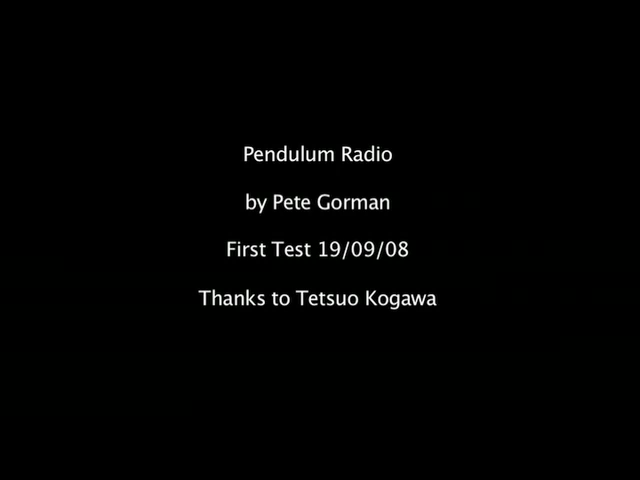 Pendulum Radio
by Pete Gorman
First Test 19/09/08
Thanks to Tetsuo Kogawa